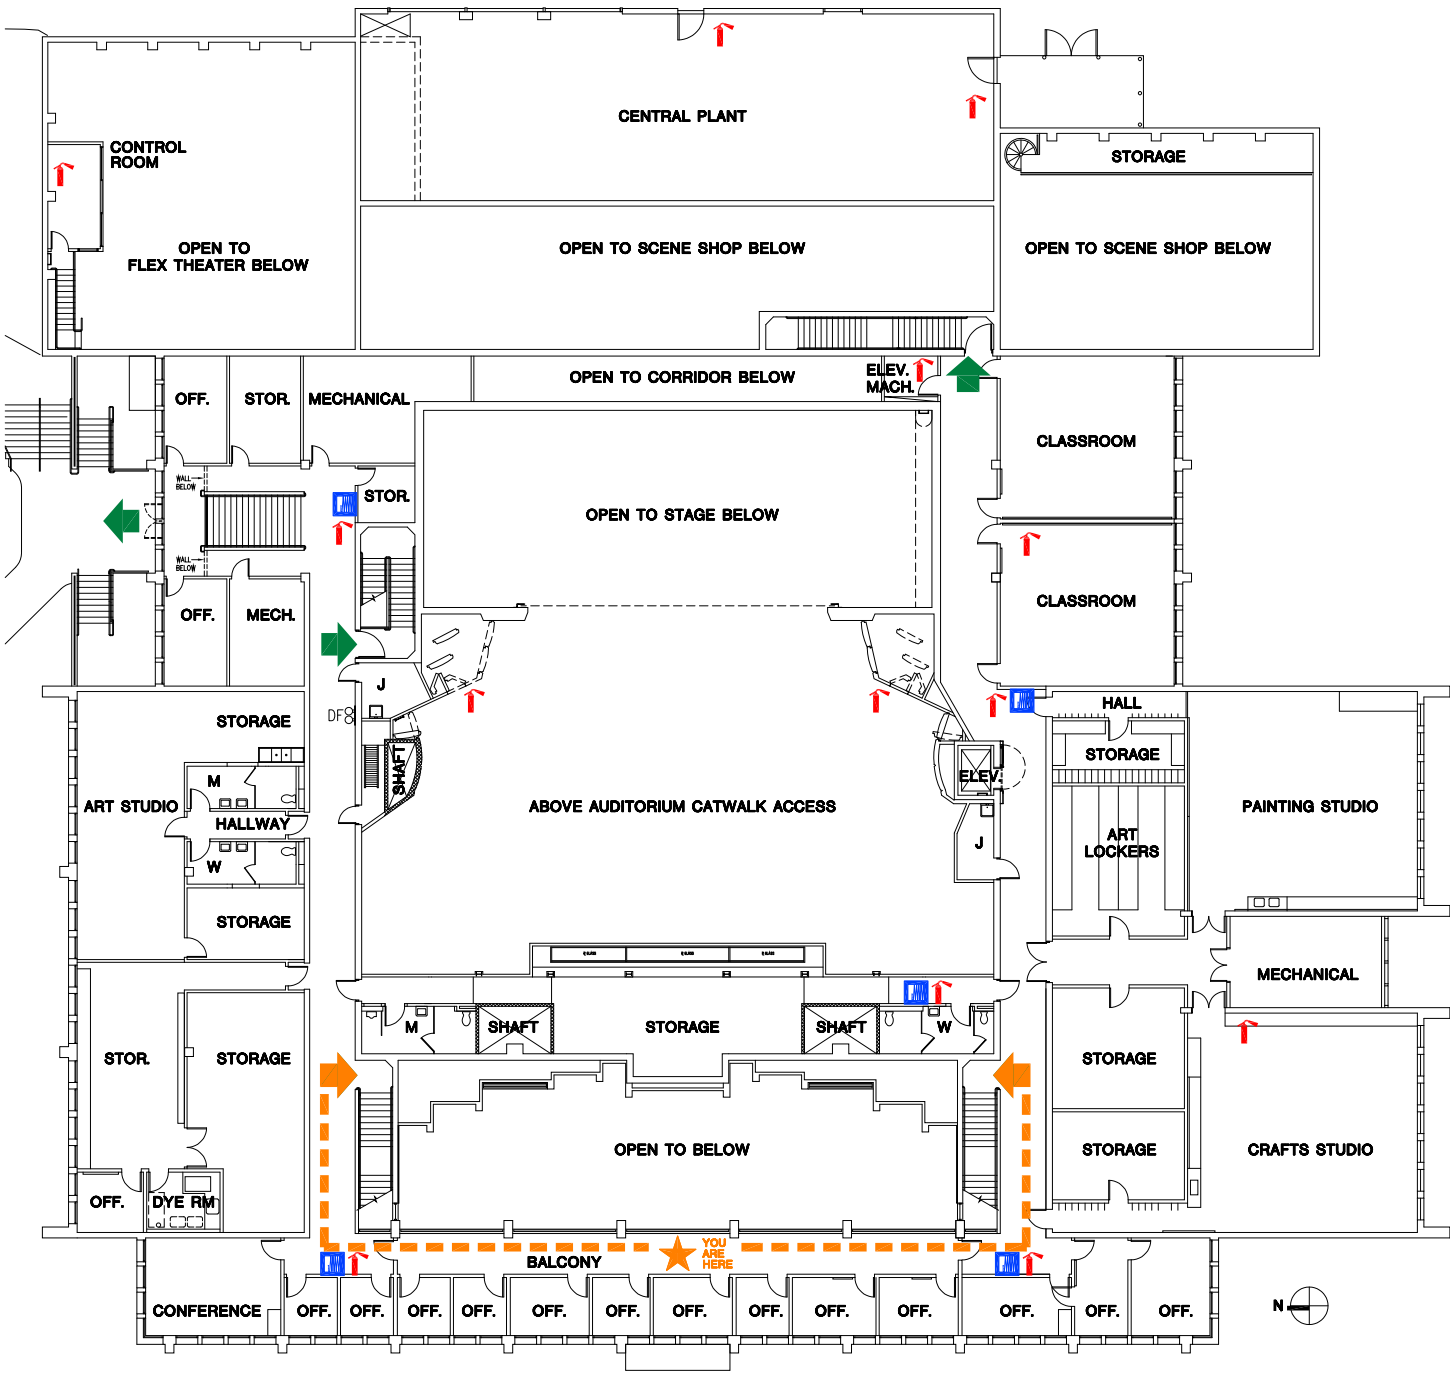 CENTRAL PLANT
CONTROL
ROOM
STORAGE
OPEN TO
FLEX THEATER BELOW
OPEN TO SCENE SHOP BELOW
OPEN TO SCENE SHOP BELOW
OPEN TO CORRIDOR BELOW
ELEV.
MACH.
OFF.
STOR.
MECHANICAL
CLASSROOM
WALL
BELOW
STOR.
OPEN TO STAGE BELOW
WALL
BELOW
OFF.
MECH.
CLASSROOM
J
DF
STORAGE
HALL
STORAGE
SHAFT
ELEV.
M
ART STUDIO
HALLWAY
W
ABOVE AUDITORIUM CATWALK ACCESS
J
ART
LOCKERS
PAINTING STUDIO
STORAGE
MECHANICAL
M
SHAFT
STORAGE
SHAFT
W
STOR.
STORAGE
STORAGE
OPEN TO BELOW
STORAGE
CRAFTS STUDIO
OFF.
DYE RM
YOU
ARE
HERE
BALCONY
CONFERENCE
OFF.
OFF.
OFF.
OFF.
OFF.
OFF.
OFF.
OFF.
OFF.
OFF.
OFF.
OFF.
OFF.
N